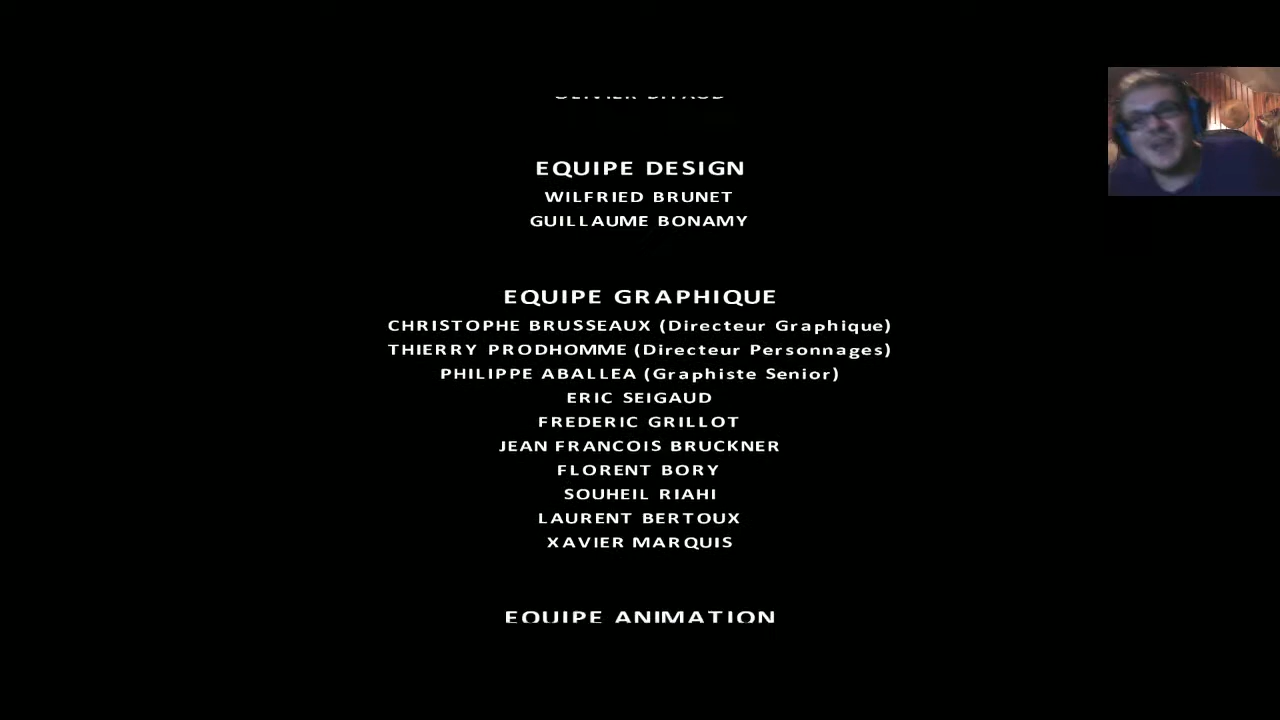 EQUIPE DESIGN
WILFRIED BRUNET
GUILLAUME BONAMY
EQUIPE GRAPHIQUE
CHRISTOPHE BRUSSEAUX (Directeur Graphique)
THIERRY PRODHOMME (Directeur Personnages)
PHILIPPE ABALLEA (Graphiste Senior)
ERIC SEIGAUD
FREDERIC GRILLOT
JEAN FRANCOIS BRUCKNER
FLORENT BORY
SOUHEIL RIAHI
LAURENT BERTOUX
XAVIER MARQUIS
EQUIPE ANIMATION